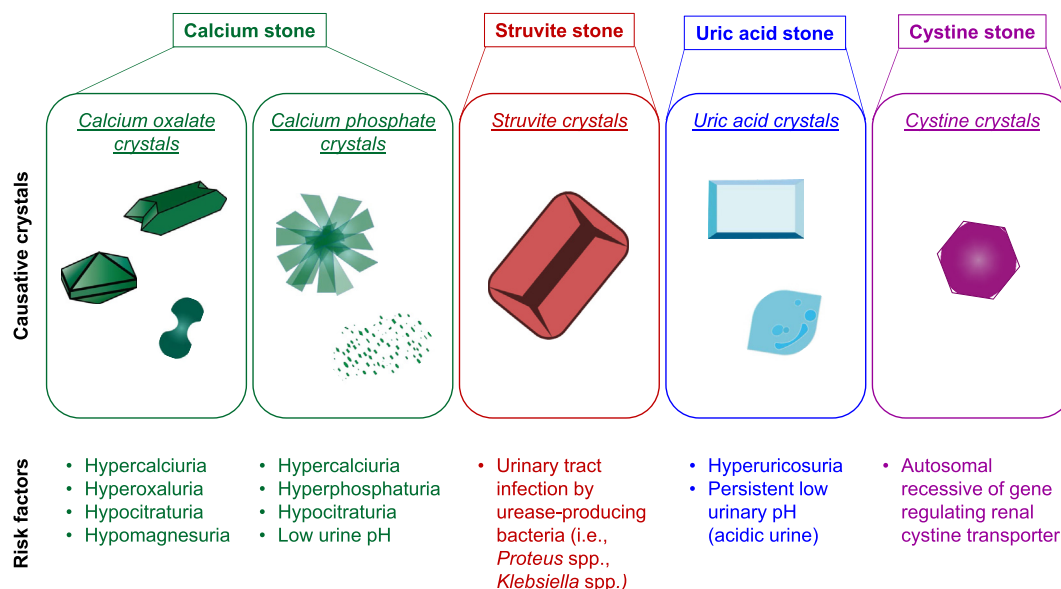 Calcium stone
Struvite stone
Uric acid stone
Cystine stone
Causative crystals
Calcium oxalate
crystals
Calcium phosphate
crystals
Struvite crystals
Uric acid crystals
Cystine crystals
Risk factors
• Hypercalciuria
• Hyperoxaluria
• Hypocitraturia
• Hypomagnesuria
• Hypercalciuria
• Hyperphosphaturia
• Hypocitraturia
• Low urine pH
• Urinary tract
infection by
urease-producing
bacteria (i.e.,
Proteus spp.,
Klebsiella spp.)
• Hyperuricosuria
• Persistent low
urinary pH
(acidic urine)
• Autosomal
recessive of gene
regulating renal
cystine transporter